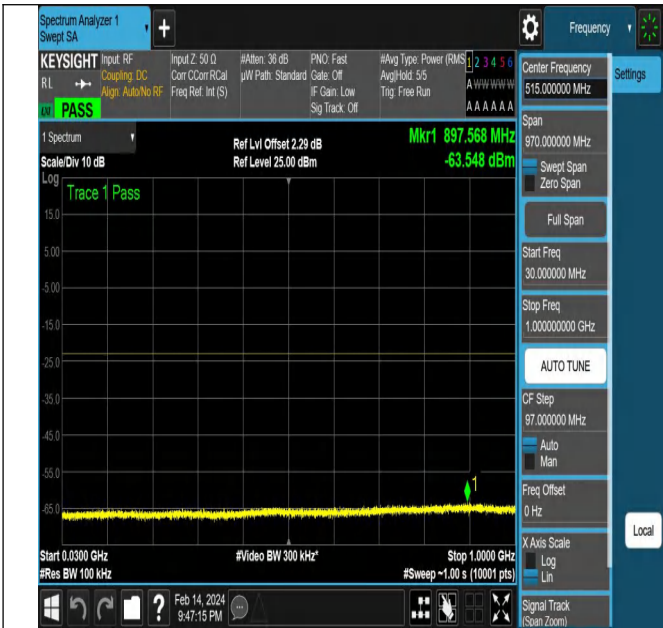 Spectrum Analyzer 1
Swept SA
+
Frequency
KEYSIGHT
RL
PASS
Input: RF
Coupling: DC
Align: Auto/No RF
Input Z: 50 Ω
Corr CCorr RCal
Freq Ref: Int (S)
#Atten: 36 dB
µW Path: Standard
PNO: Fast
Gate: Off
IF Gain: Low
Sig Track: Off
#Avg Type: Power (RMS
Avg|Hold: 5/5
Trig: Free Run
1 2 3 4 5 6
A W W W W W
A A A A A A
1 Spectrum
Scale/Div 10 dB
Ref Lvl Offset 2.29 dB
Ref Level 25.00 dBm
Mkr1 897.568 MHz
-63.548 dBm
Log
Trace 1 Pass
15.0
5.00
-5.00
-15.0
-25.0
-35.0
-45.0
-55.0
-65.0
1
Start 0.0300 GHz
#Res BW 100 kHz
#Video BW 300 kHz*
Stop 1.0000 GHz
#Sweep ~1.00 s (10001 pts)
?
Feb 14, 2024
9:47:15 PM
Center Frequency
515.000000 MHz
Span
970.000000 MHz
Swept Span
Zero Span
Full Span
Start Freq
30.000000 MHz
Stop Freq
1.000000000 GHz
AUTO TUNE
CF Step
97.000000 MHz
Auto
Man
Freq Offset
0 Hz
X Axis Scale
Log
Lin
Signal Track
(Span Zoom)
Settings
Local